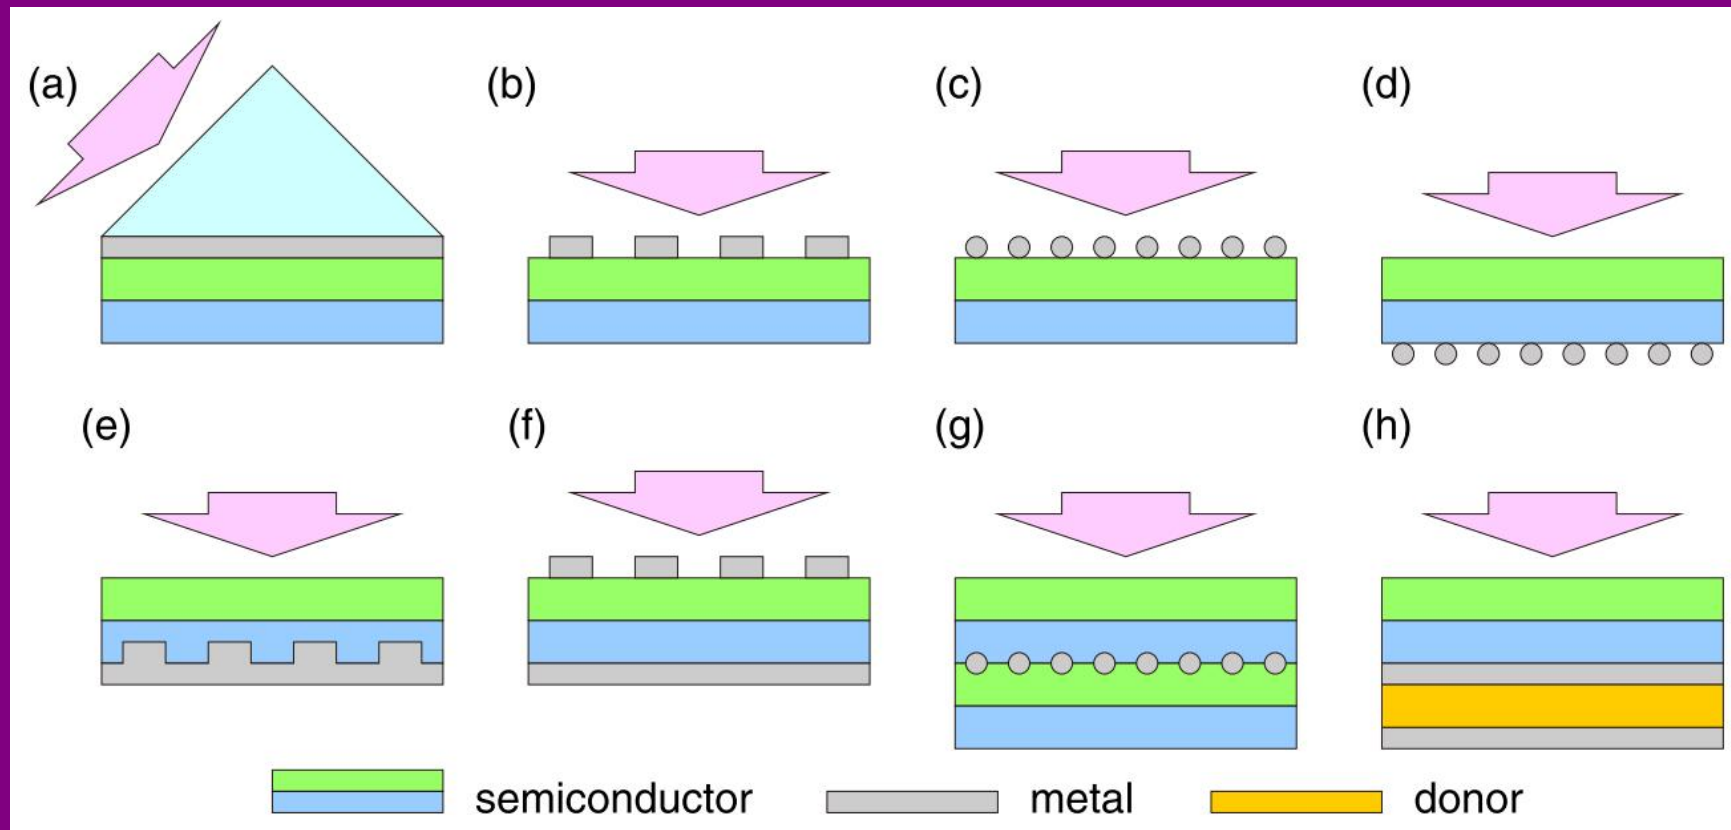 (a)
(b)
(c)
(d)
(e)
(f)
(g)
(h)
semiconductor
metal
donor